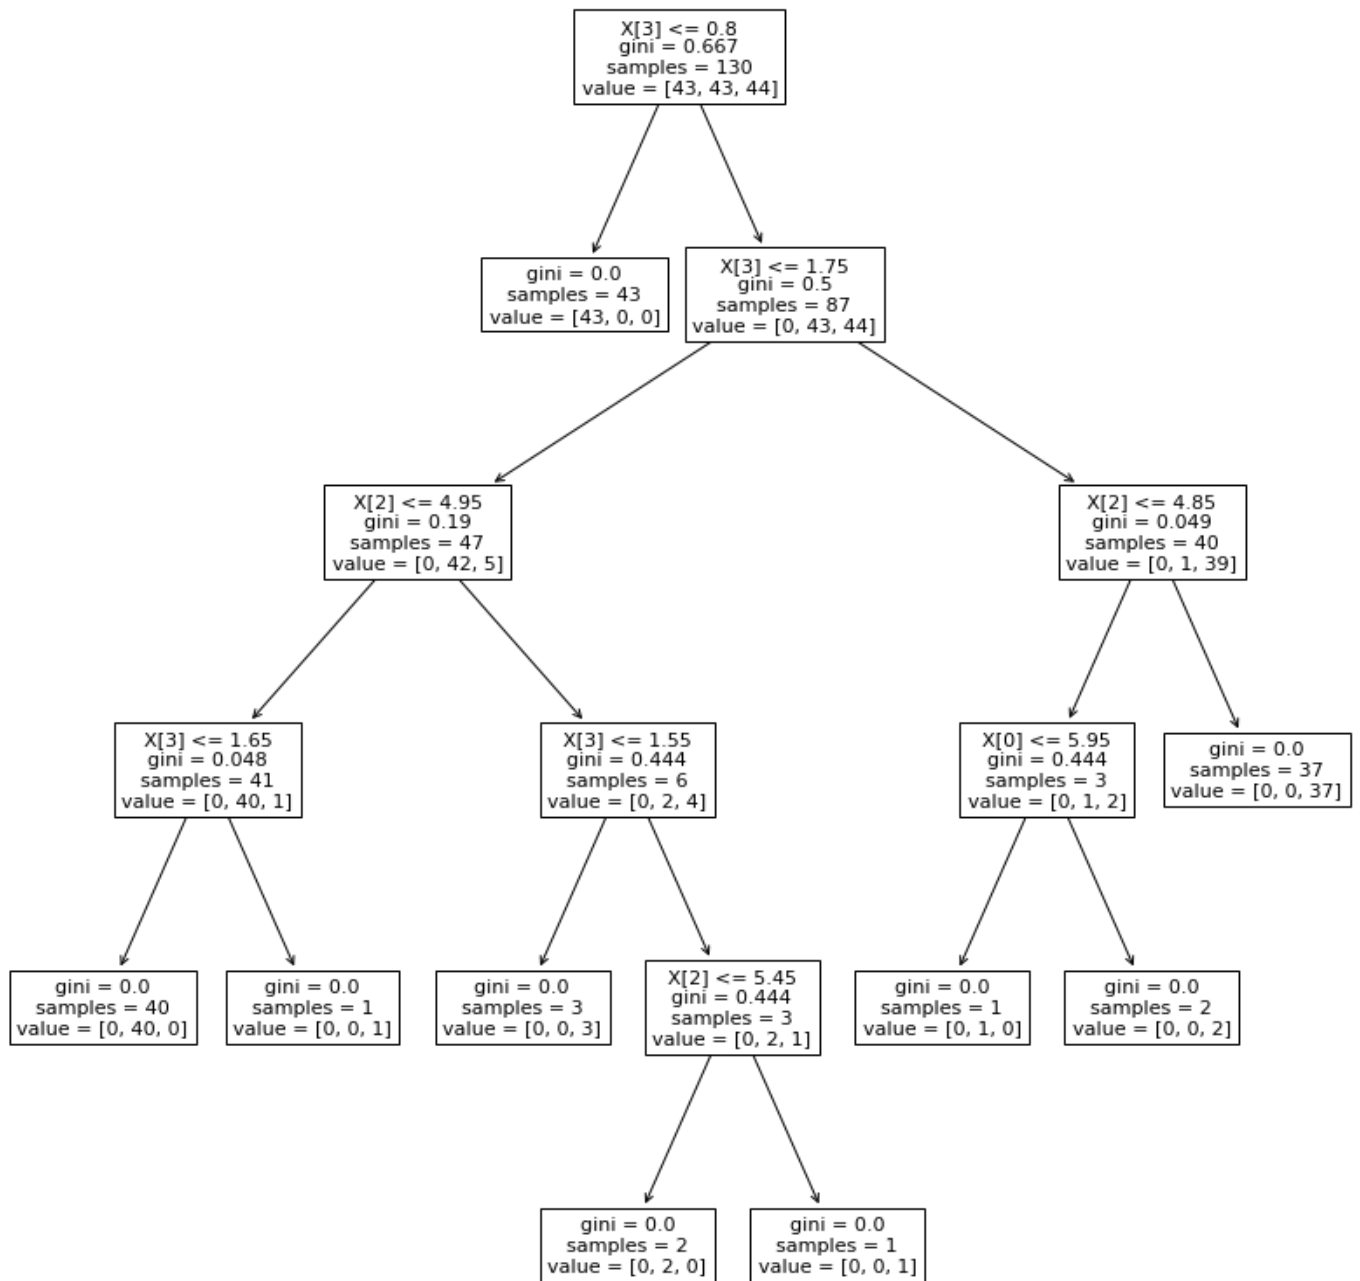 X[3] <= 0.8
gini = 0.667
samples = 130
value = [43, 43, 44]
gini = 0.0
samples = 43
value = [43, 0, 0]
X[3] <= 1.75
gini = 0.5
samples = 87
value = [0, 43, 44]
X[2] <= 4.95
gini = 0.19
samples = 47
value = [0, 42, 5]
X[2] <= 4.85
gini = 0.049
samples = 40
value = [0, 1, 39]
X[3] <= 1.65
gini = 0.048
samples = 41
value = [0, 40, 1]
X[3] <= 1.55
gini = 0.444
samples = 6
value = [0, 2, 4]
X[0] <= 5.95
gini = 0.444
samples = 3
value = [0, 1, 2]
gini = 0.0
samples = 37
value = [0, 0, 37]
gini = 0.0
samples = 40
value = [0, 40, 0]
gini = 0.0
samples = 1
value = [0, 0, 1]
gini = 0.0
samples = 3
value = [0, 0, 3]
X[2] <= 5.45
gini = 0.444
samples = 3
value = [0, 2, 1]
gini = 0.0
samples = 1
value = [0, 1, 0]
gini = 0.0
samples = 2
value = [0, 0, 2]
gini = 0.0
samples = 2
value = [0, 2, 0]
gini = 0.0
samples = 1
value = [0, 0, 1]